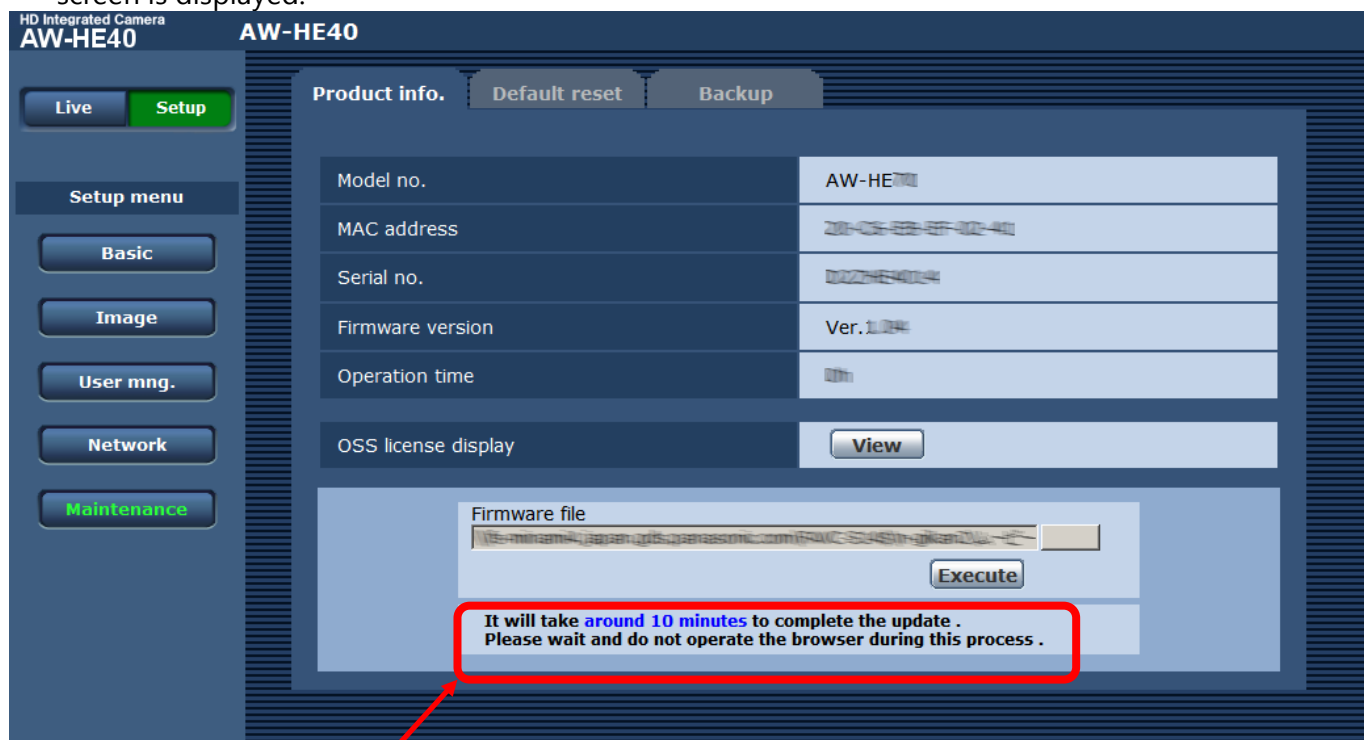 screen is displayed.
HD Integrated Camera
AW-HE40
AW-HE40
Live
Setup
Product info.
Default reset
Backup
Setup menu
Basic
Image
User mng.
Network
Maintenance
Model no.
AW-HE
MAC address
Serial no.
Firmware version
Ver.
Operation time
OSS license display
View
Firmware file
Execute
It will take around 10 minutes to complete the update .
Please wait and do not operate the browser during this process .